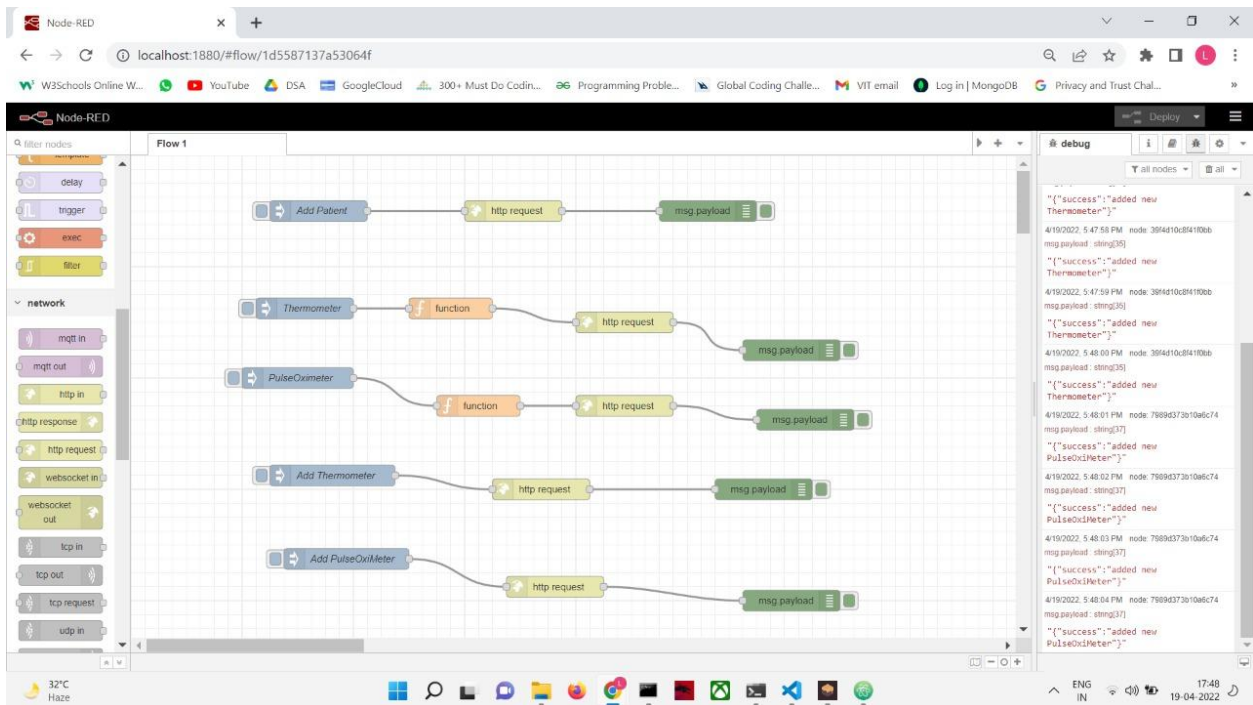 Node-RED
localhost:1880/#flow/1d5587137a53064f
W3Schools Online W... YouTube DSA GoogleCloud 300+ Must Do Codin... Programming Proble... Global Coding Challe... VIT email Log in | MongoDB Privacy and Trust Chal...
Node-RED Deploy
filter nodes
Flow 1
debug
all nodes all
template
delay
trigger
exec
filter
network
mqtt in
mqtt out
http in
http response
http request
websocket in
websocket out
tcp in
tcp out
tcp request
udp in
Add Patient http request msg.payload
Thermometer function http request msg.payload
PulseOximeter function http request msg.payload
Add Thermometer http request msg.payload
Add PulseOxiMeter http request msg.payload
"{"success":"added new
Thermometer"}"
4/19/2022, 5:47:58 PM node: 39f4d10c8f41f0bb
msg.payload : string[35]
"{"success":"added new
Thermometer"}"
4/19/2022, 5:47:59 PM node: 39f4d10c8f41f0bb
msg.payload : string[35]
"{"success":"added new
Thermometer"}"
4/19/2022, 5:48:00 PM node: 39f4d10c8f41f0bb
msg.payload : string[35]
"{"success":"added new
Thermometer"}"
4/19/2022, 5:48:01 PM node: 7989d373b10a6c74
msg.payload : string[37]
"{"success":"added new
PulseOxiMeter"}"
4/19/2022, 5:48:02 PM node: 7989d373b10a6c74
msg.payload : string[37]
"{"success":"added new
PulseOxiMeter"}"
4/19/2022, 5:48:03 PM node: 7989d373b10a6c74
msg.payload : string[37]
"{"success":"added new
PulseOxiMeter"}"
4/19/2022, 5:48:04 PM node: 7989d373b10a6c74
msg.payload : string[37]
"{"success":"added new
PulseOxiMeter"}"
32°C
Haze
ENG
IN
17:48
19-04-2022